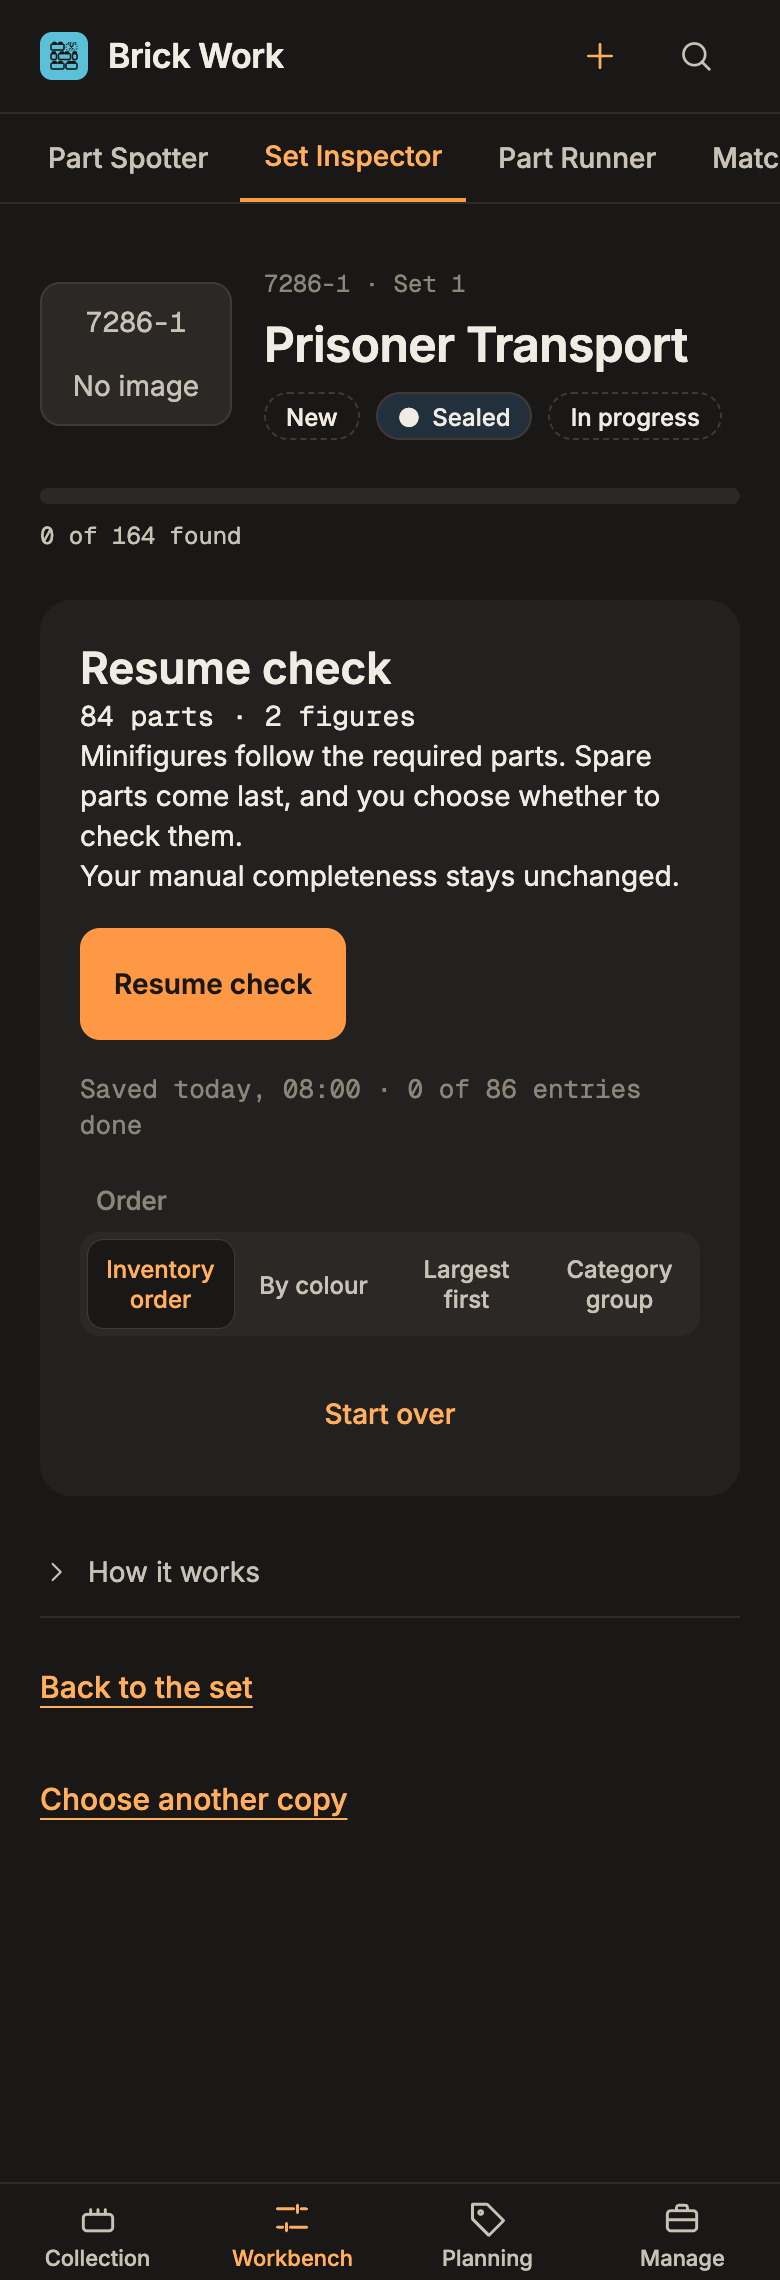 Brick Work
Part Spotter
Set Inspector
Part Runner
Matc
7286-1
No image
7286-1 · Set 1
Prisoner Transport
New
Sealed
In progress
0 of 164 found
Resume check
84 parts · 2 figures
Minifigures follow the required parts. Spare
parts come last, and you choose whether to
check them.
Your manual completeness stays unchanged.
Resume check
Saved today, 08:00 · 0 of 86 entries
done
Order
Inventory
order
By colour
Largest
first
Category
group
Start over
How it works
Back to the set
Choose another copy
Collection
Workbench
Planning
Manage